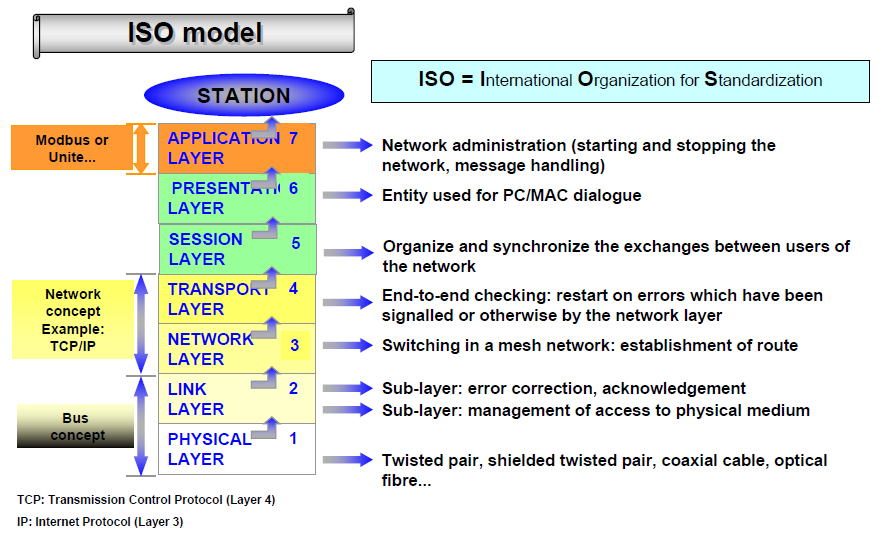 ISO model
ISO = International Organization for Standardization
STATION
Modbus or
Unite...
APPLICATION 7
LAYER
Network administration (starting and stopping the
network, message handling)
PRESENTATI 6
LAYER
Entity used for PC/MAC dialogue
SESSION
LAYER 5
Organize and synchronize the exchanges between users of
the network
Network
concept
Example:
TCP/IP
TRANSPORT 4
LAYER
End-to-end checking: restart on errors which have been
signalled or otherwise by the network layer
NETWORK 3
LAYER
Switching in a mesh network: establishment of route
Bus
concept
LINK 2
LAYER
Sub-layer: error correction, acknowledgement
Sub-layer: management of access to physical medium
PHYSICAL 1
LAYER
Twisted pair, shielded twisted pair, coaxial cable, optical
fibre...
TCP: Transmission Control Protocol (Layer 4)
IP: Internet Protocol (Layer 3)